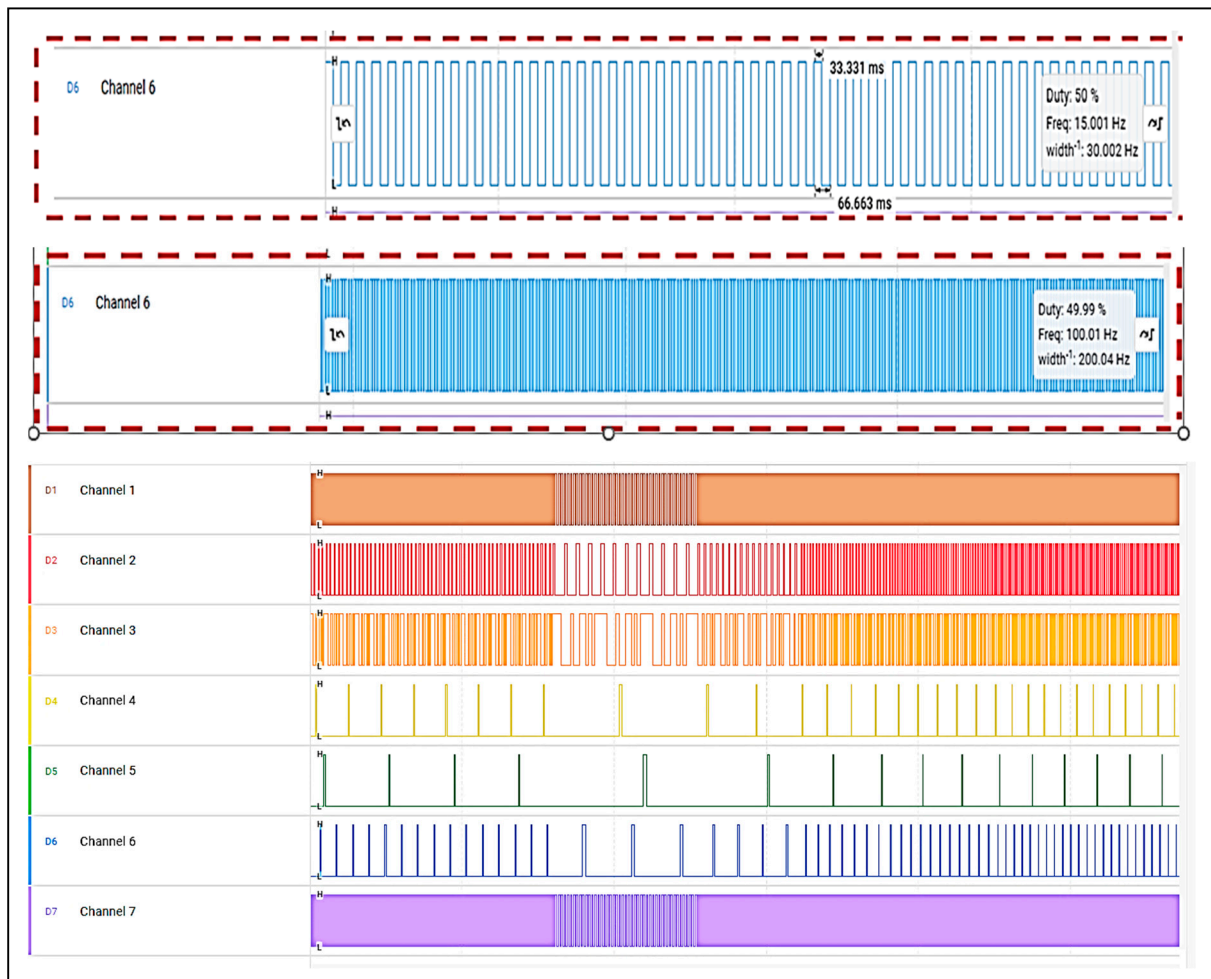 H
D6 Channel 6
L
33.331 ms
Duty: 50 %
Freq: 15.001 Hz
width⁻¹: 30.002 Hz
66.663 ms
H
L
D6 Channel 6
H
L
Duty: 49.99 %
Freq: 100.01 Hz
width⁻¹: 200.04 Hz
H
D1 Channel 1
H
L
D2 Channel 2
H
L
D3 Channel 3
H
L
D4 Channel 4
H
L
D5 Channel 5
H
L
D6 Channel 6
H
L
D7 Channel 7
H
L